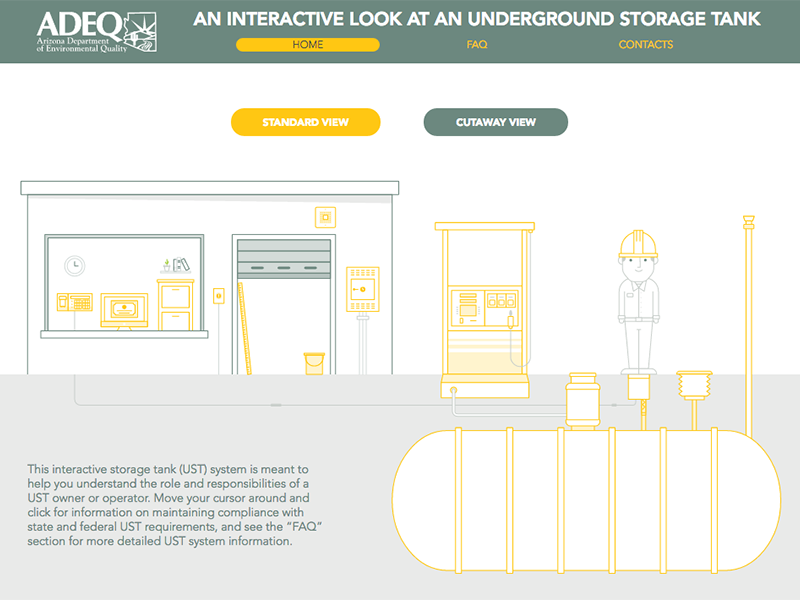 ADEQ
Arizona Department
of Environmental Quality
AN INTERACTIVE LOOK AT AN UNDERGROUND STORAGE TANK
HOME
FAQ
CONTACTS
STANDARD VIEW
CUTAWAY VIEW
This interactive storage tank (UST) system is meant to
help you understand the role and responsibilities of a
UST owner or operator. Move your cursor around and
click for information on maintaining compliance with
state and federal UST requirements, and see the “FAQ”
section for more detailed UST system information.